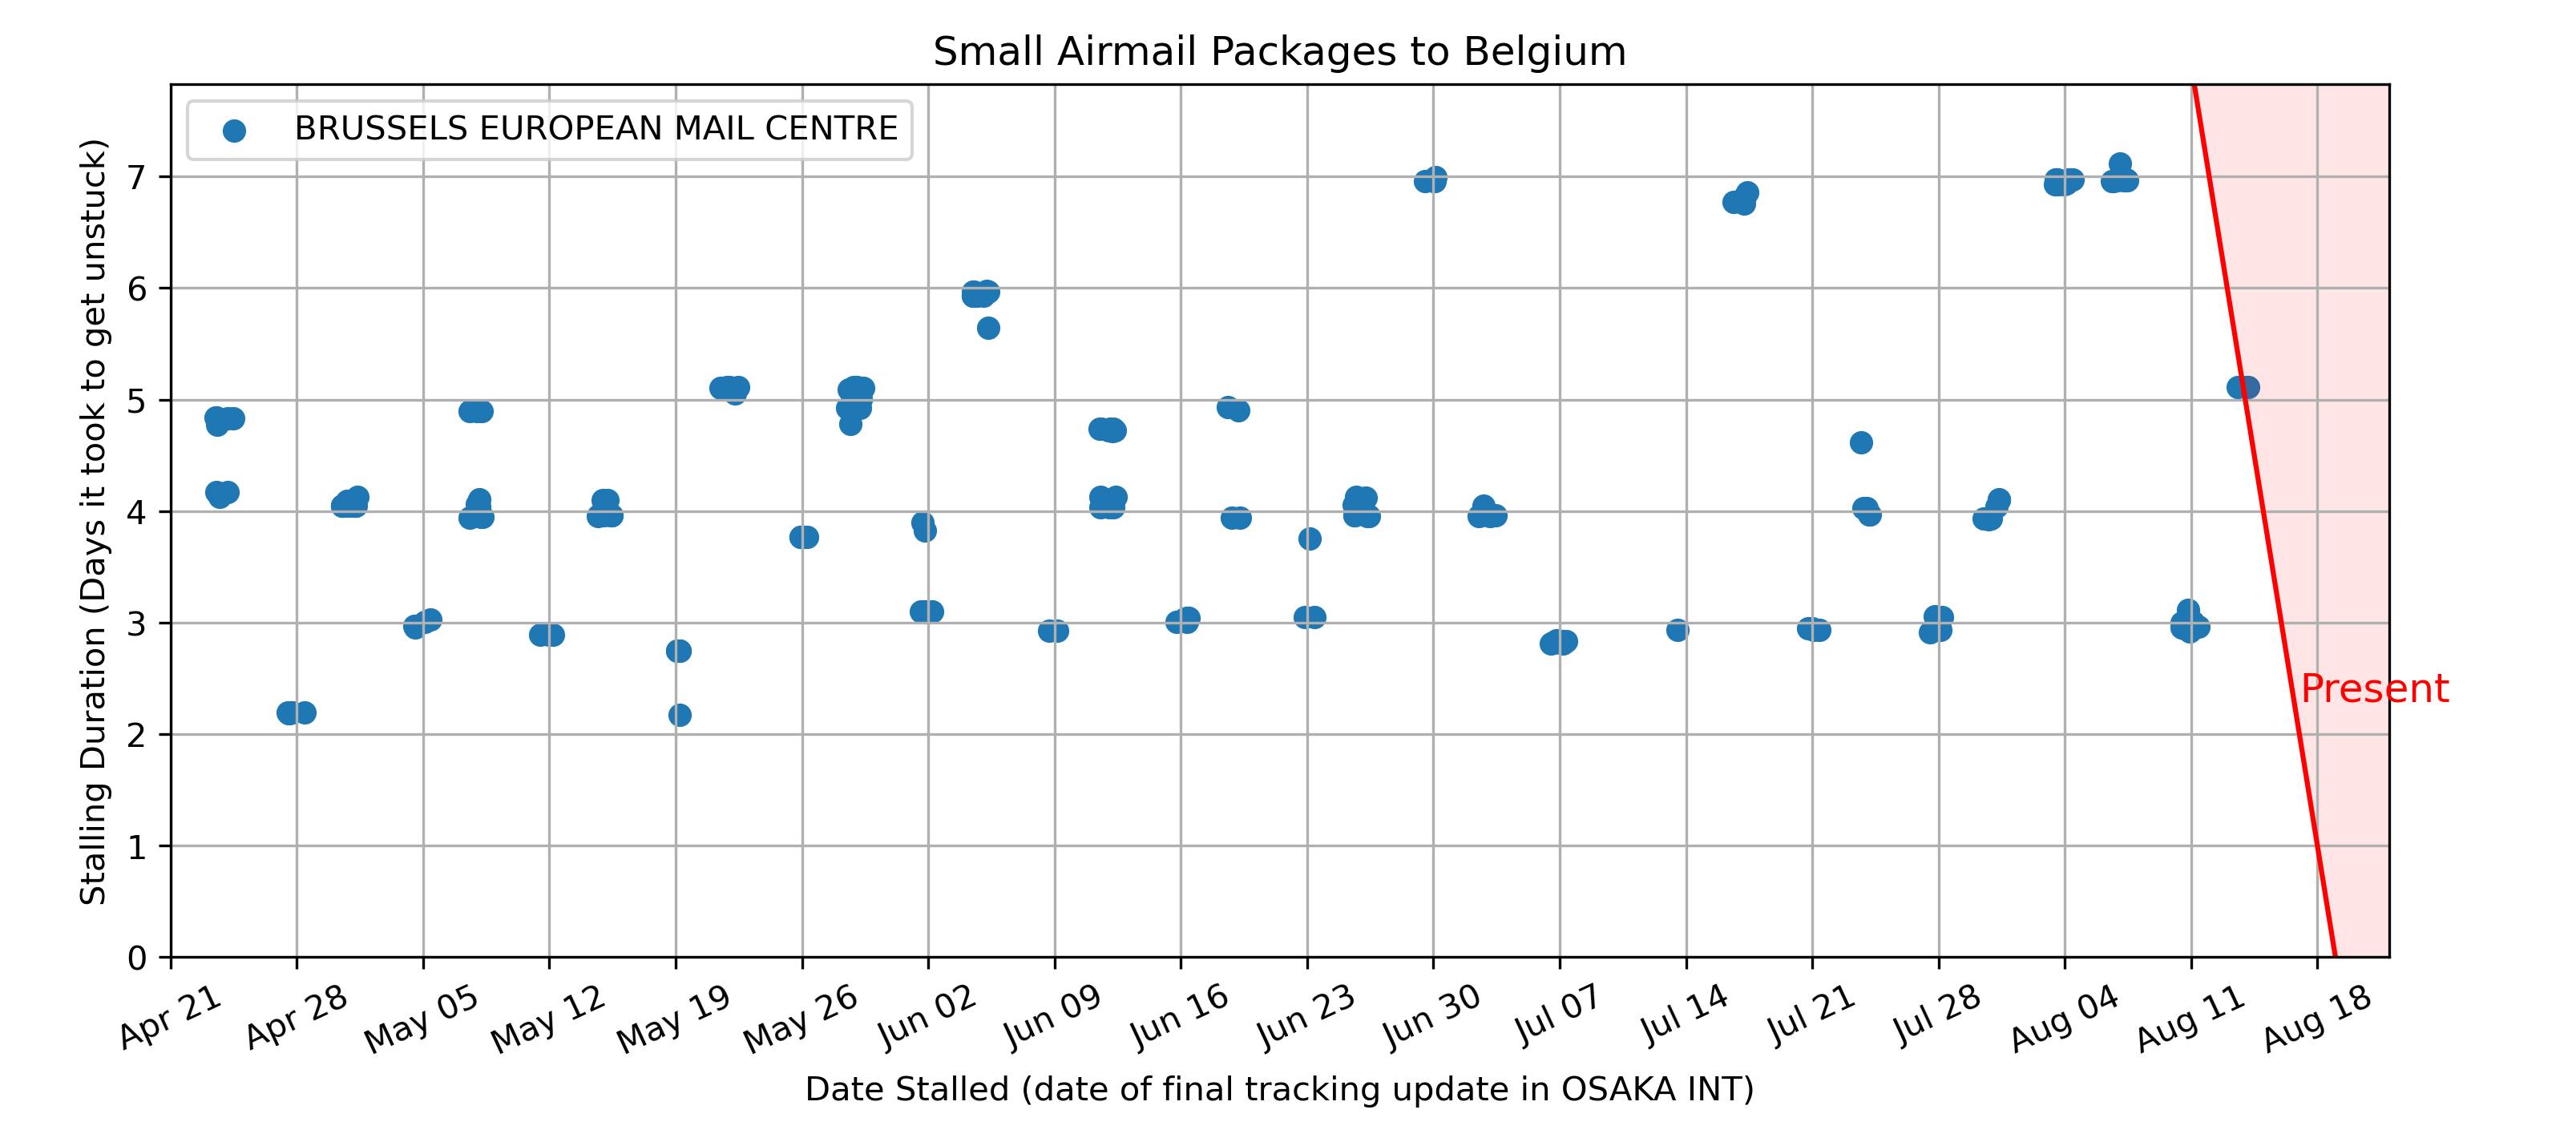 Small Airmail Packages to Belgium
BRUSSELS EUROPEAN MAIL CENTRE
Stalling Duration (Days it took to get unstuck)
7
6
5
4
3
2
1
0
Present
Apr 21
Apr 28
May 05
May 12
May 19
May 26
Jun 02
Jun 09
Jun 16
Jun 23
Jun 30
Jul 07
Jul 14
Jul 21
Jul 28
Aug 04
Aug 11
Aug 18
Date Stalled (date of final tracking update in OSAKA INT)